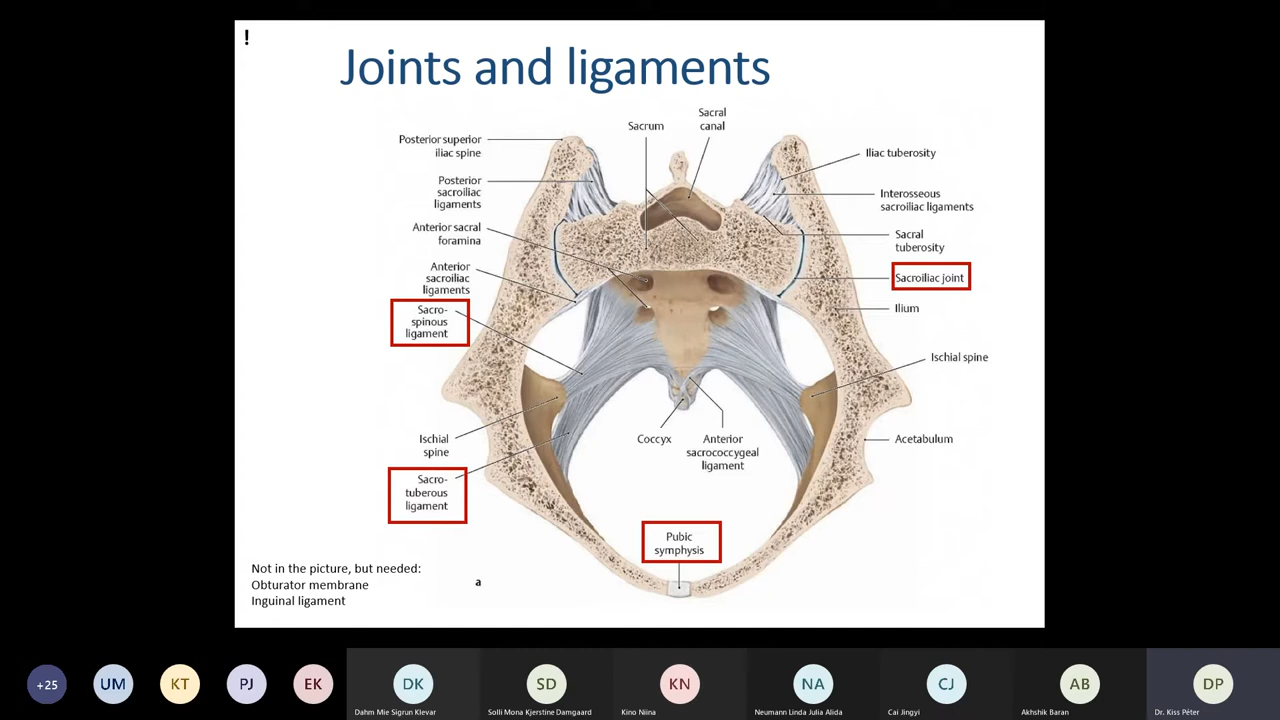 !
Joints and ligaments
Sacral
canal
Sacrum
Posterior superior
iliac spine
Iliac tuberosity
Posterior
sacroiliac
ligaments
Interosseous
sacroiliac ligaments
Anterior sacral
foramina
Sacral
tuberosity
Anterior
sacroiliac
ligaments
Sacroiliac joint
Sacro-
spinous
ligament
Ilium
Ischial spine
Ischial
spine
Coccyx
Anterior
sacrococcygeal
ligament
Acetabulum
Sacro-
tuberous
ligament
Pubic
symphysis
Not in the picture, but needed:
Obturator membrane
Inguinal ligament
a
+25
UM
KT
PJ
EK
DK
Dahm Mie Sigrun Klevar
SD
Solli Mona Kjerstine Damgaard
KN
Kino Niina
NA
Neumann Linda Julia Alida
CJ
Cai Jingyi
AB
Akhshik Baran
DP
Dr. Kiss Péter